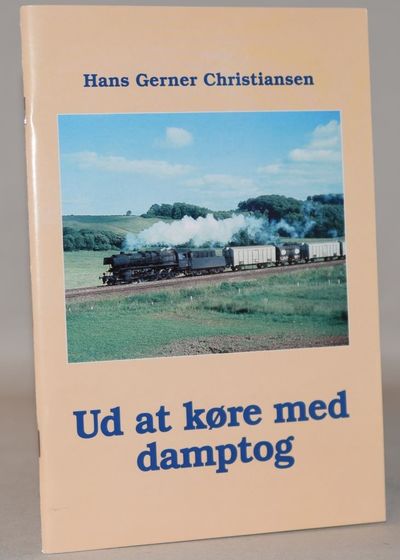 Hans Gerner Christiansen
Ud at køre med
damptog